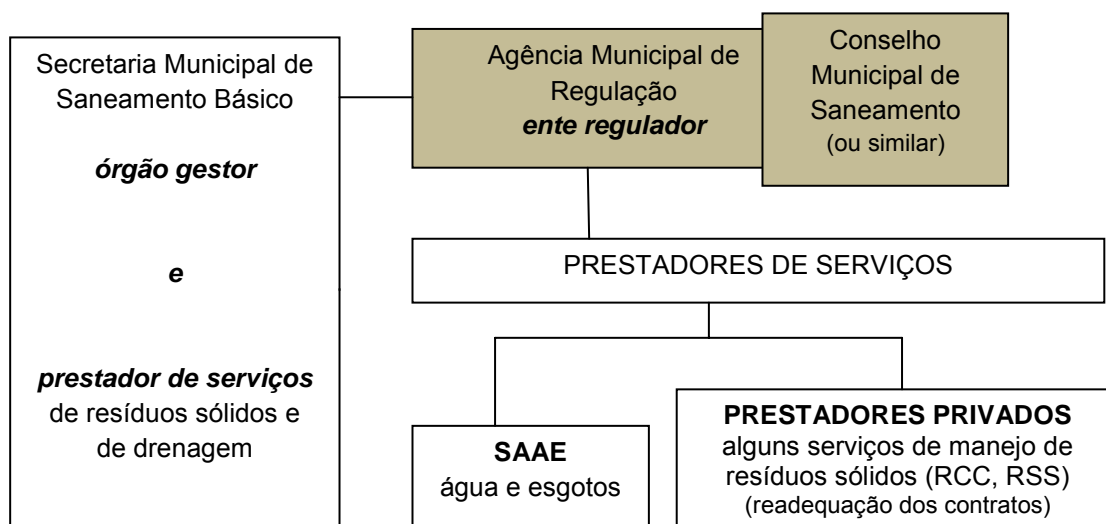 Secretaria Municipal de
Saneamento Básico
órgão gestor
e
prestador de serviços
de resíduos sólidos e
de drenagem
Agência Municipal de
Regulação
ente regulador
Conselho
Municipal de
Saneamento
(ou similar)
PRESTADORES DE SERVIÇOS
SAAE
água e esgotos
PRESTADORES PRIVADOS
alguns serviços de manejo de
resíduos sólidos (RCC, RSS)
(readequação dos contratos)